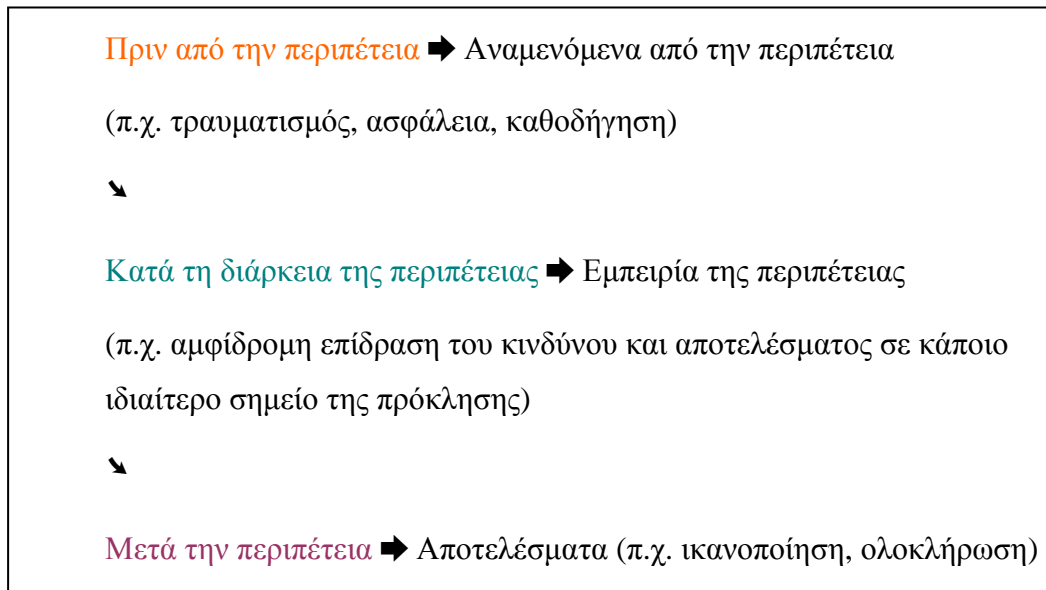 Πριν από την περιπέτεια ➡ Αναμενόμενα από την περιπέτεια
(π.χ. τραυματισμός, ασφάλεια, καθοδήγηση)
➘
Κατά τη διάρκεια της περιπέτειας ➡ Εμπειρία της περιπέτειας
(π.χ. αμφίδρομη επίδραση του κινδύνου και αποτελέσματος σε κάποιο
ιδιαίτερο σημείο της πρόκλησης)
➘
Μετά την περιπέτεια ➡ Αποτελέσματα (π.χ. ικανοποίηση, ολοκλήρωση)